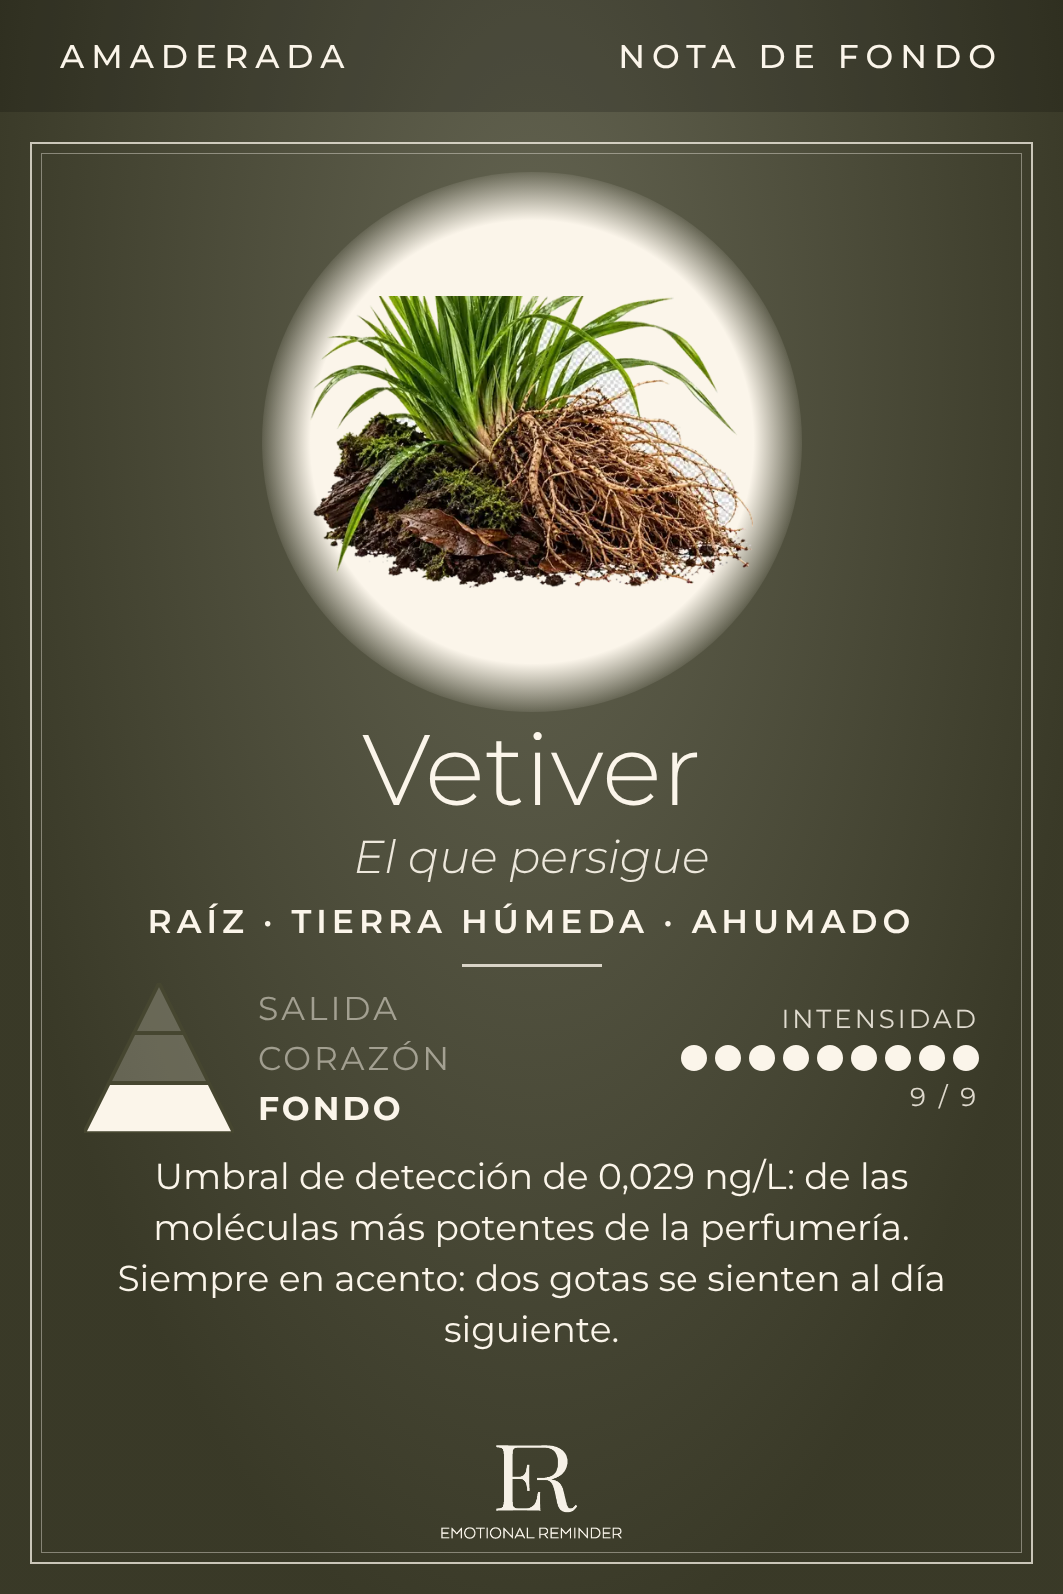 AMADERADA
NOTA DE FONDO
Vetiver
El que persigue
RAÍZ · TIERRA HÚMEDA · AHUMADO
SALIDA
CORAZÓN
FONDO
INTENSIDAD
9 / 9
Umbral de detección de 0,029 ng/L: de las
moléculas más potentes de la perfumería.
Siempre en acento: dos gotas se sienten al día
siguiente.
ER
EMOTIONAL REMINDER